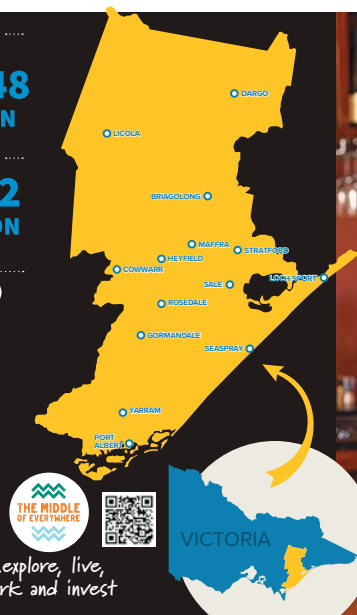 48
N
2
ON
)
DARGO
LICOLA
BRIAGOLONG
MAFFRA
STRATFORD
HEYFIELD
COWWARR
LOCH SPORT
SALE
ROSEDALE
GORMANDALE
SEASPRAY
YARRAM
PORT
ALBERT
THE MIDDLE
OF EVERYWHERE
explore, live,
rk and invest
VICTORIA